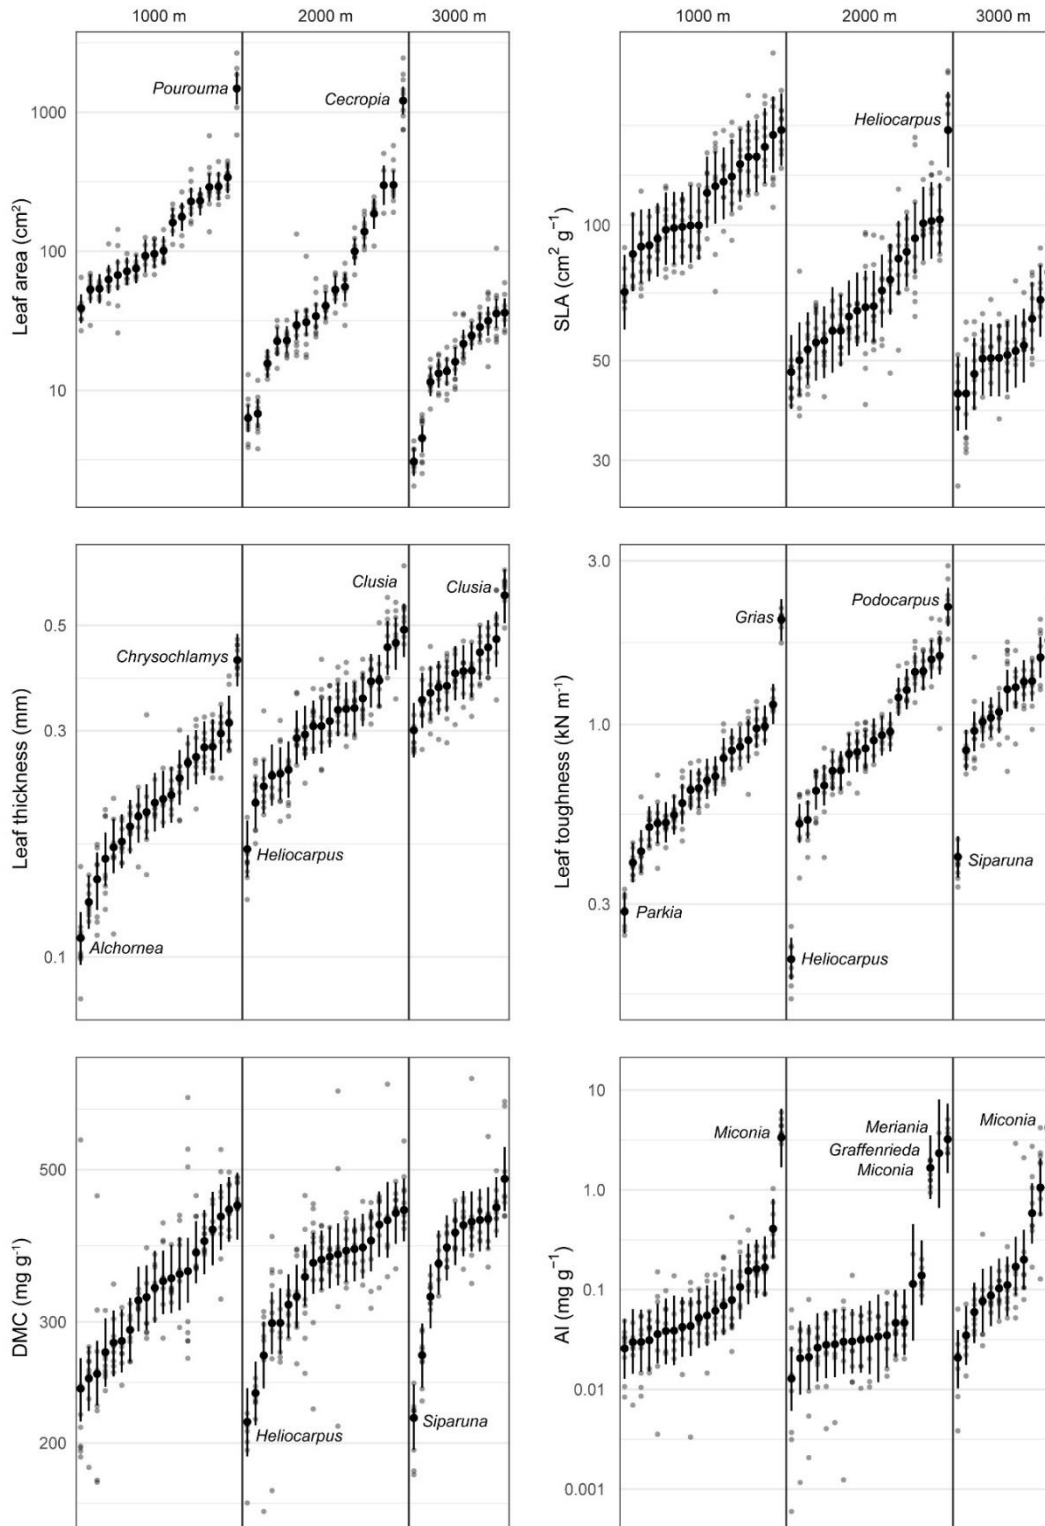 1000 m 2000 m 3000 m
1000 m 2000 m 3000 m
Leaf area (cm²)
1000
100
10
Pourouma
Cecropia
SLA (cm² g⁻¹)
100
50
30
Heliocarpus
Leaf thickness (mm)
0.5
0.3
0.1
Clusia
Clusia
Chrysochlamys
Heliocarpus
Alchornea
Leaf toughness (kN m⁻¹)
3.0
1.0
0.3
Podocarpus
Grias
Siparuna
Parkia
Heliocarpus
DMC (mg g⁻¹)
500
300
200
Heliocarpus
Siparuna
Al (mg g⁻¹)
10
1.0
0.1
0.01
0.001
Miconia
Meriania
Graffenrieda
Miconia
Miconia